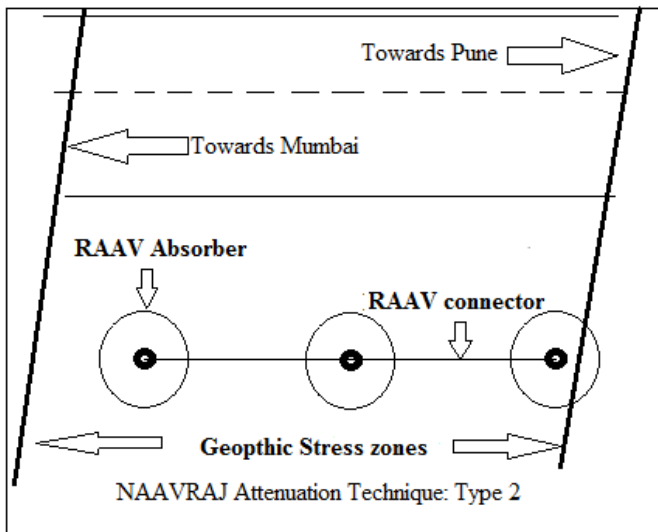 Towards Pune
Towards Mumbai
RAAV Absorber
RAAV connector
Geopthic Stress zones
NAAVRAJ Attenuation Technique: Type 2